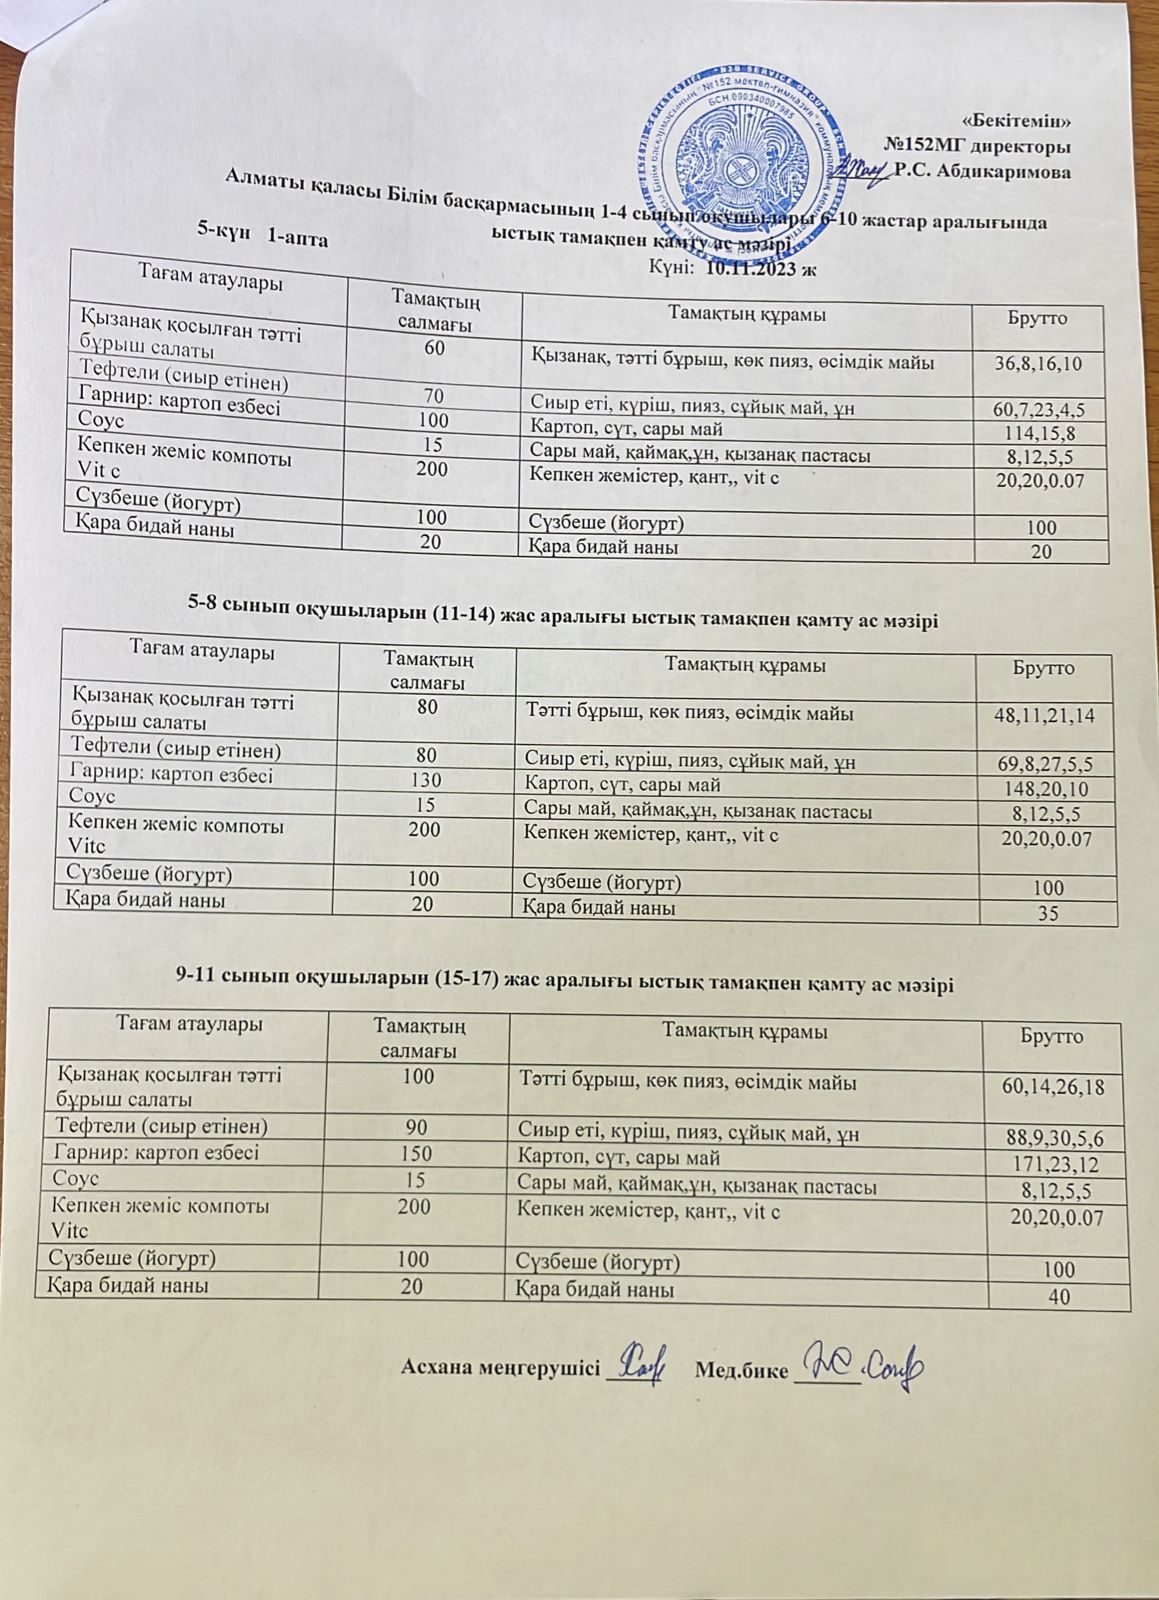 «Бекітемін»
№152МГ директоры
Р.С. Абдикаримова
Алматы қаласы Білім басқармасының 1-4 сынып оқушылары 6-10 жастар аралығында
5-күн 1-апта
ыстық тамақпен қамту ас мәзірі
Күні: 10.11.2023 ж
Тағам атаулары Тамақтың салмағы Тамақтың құрамы Брутто
Қызанақ қосылған тәтті бұрыш салаты 60 Қызанақ, тәтті бұрыш, көк пияз, өсімдік майы 36,8,16,10
Тефтели (сиыр етінен) 70 Сиыр еті, күріш, пияз, сұйық май, ұн 60,7,23,4,5
Гарнир: картоп езбесі 100 Картоп, сүт, сары май 114,15,8
Соус 15 Сары май, қаймақ,ұн, қызанақ пастасы 8,12,5,5
Кепкен жеміс компоты Vit c 200 Кепкен жемістер, қант,, vit c 20,20,0.07
Сүзбеше (йогурт) 100 Сүзбеше (йогурт) 100
Қара бидай наны 20 Қара бидай наны 20
5-8 сынып оқушыларын (11-14) жас аралығы ыстық тамақпен қамту ас мәзірі
Тағам атаулары Тамақтың салмағы Тамақтың құрамы Брутто
Қызанақ қосылған тәтті бұрыш салаты 80 Тәтті бұрыш, көк пияз, өсімдік майы 48,11,21,14
Тефтели (сиыр етінен) 80 Сиыр еті, күріш, пияз, сұйық май, ұн 69,8,27,5,5
Гарнир: картоп езбесі 130 Картоп, сүт, сары май 148,20,10
Соус 15 Сары май, қаймақ,ұн, қызанақ пастасы 8,12,5,5
Кепкен жеміс компоты Vitc 200 Кепкен жемістер, қант,, vit c 20,20,0.07
Сүзбеше (йогурт) 100 Сүзбеше (йогурт) 100
Қара бидай наны 20 Қара бидай наны 35
9-11 сынып оқушыларын (15-17) жас аралығы ыстық тамақпен қамту ас мәзірі
Тағам атаулары Тамақтың салмағы Тамақтың құрамы Брутто
Қызанақ қосылған тәтті бұрыш салаты 100 Тәтті бұрыш, көк пияз, өсімдік майы 60,14,26,18
Тефтели (сиыр етінен) 90 Сиыр еті, күріш, пияз, сұйық май, ұн 88,9,30,5,6
Гарнир: картоп езбесі 150 Картоп, сүт, сары май 171,23,12
Соус 15 Сары май, қаймақ,ұн, қызанақ пастасы 8,12,5,5
Кепкен жеміс компоты Vitc 200 Кепкен жемістер, қант,, vit c 20,20,0.07
Сүзбеше (йогурт) 100 Сүзбеше (йогурт) 100
Қара бидай наны 20 Қара бидай наны 40
Асхана меңгерушісі Мед.бике